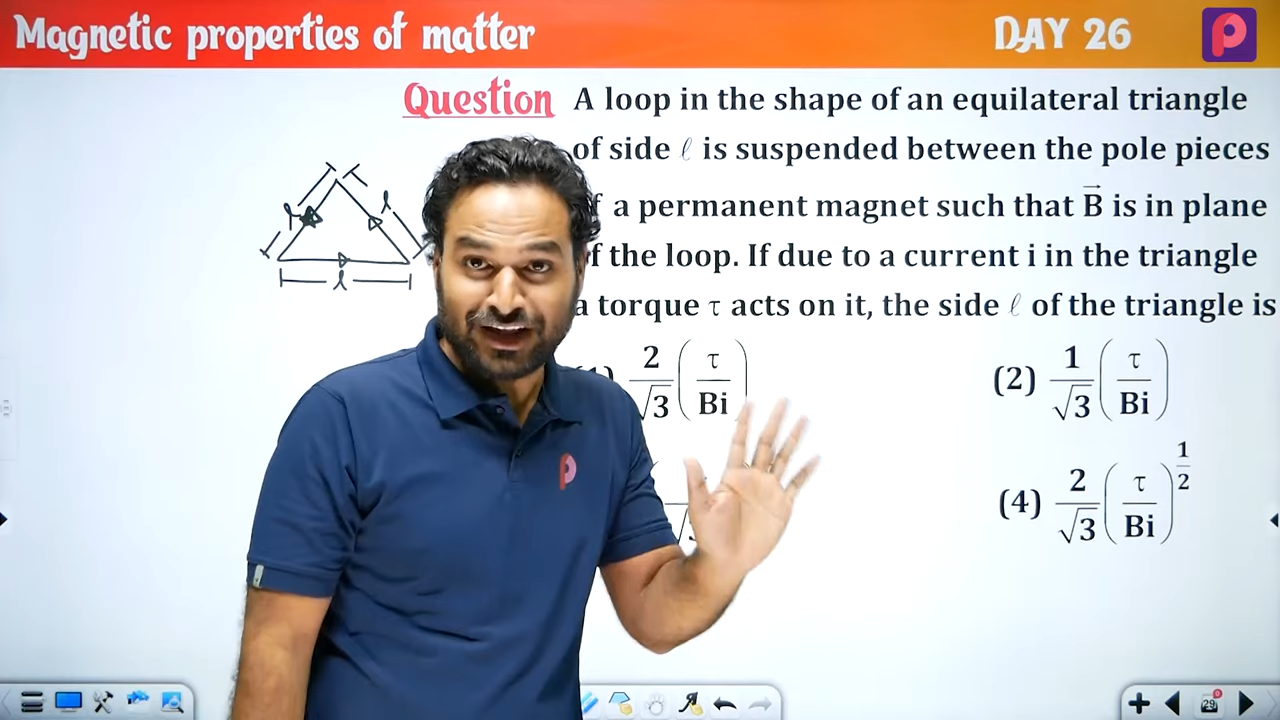 Magnetic properties of matter
DAY 26
Question A loop in the shape of an equilateral triangle
of side ℓ is suspended between the pole pieces
a permanent magnet such that B⃗ is in plane
the loop. If due to a current i in the triangle
a torque τ acts on it, the side ℓ of the triangle is
2/√3 (τ/Bi)
(2) 1/√3 (τ/Bi)
(4) 2/√3 (τ/Bi)^1/2
ℓ
ℓ
ℓ
29